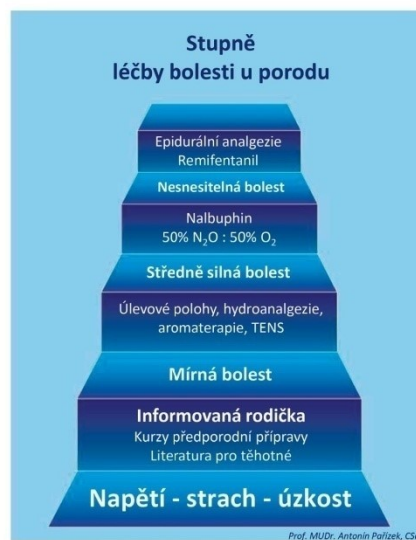 Stupně
léčby bolesti u porodu
Epidurální analgezie
Remifentanil
Nesnesitelná bolest
Nalbuphin
50% N₂O : 50% O₂
Středně silná bolest
Úlevové polohy, hydroanalgezie,
aromaterapie, TENS
Mírná bolest
Informovaná rodička
Kurzy předporodní přípravy
Literatura pro těhotné
Napětí - strach - úzkost
Prof. MUDr. Antonín Pařízek, CSc